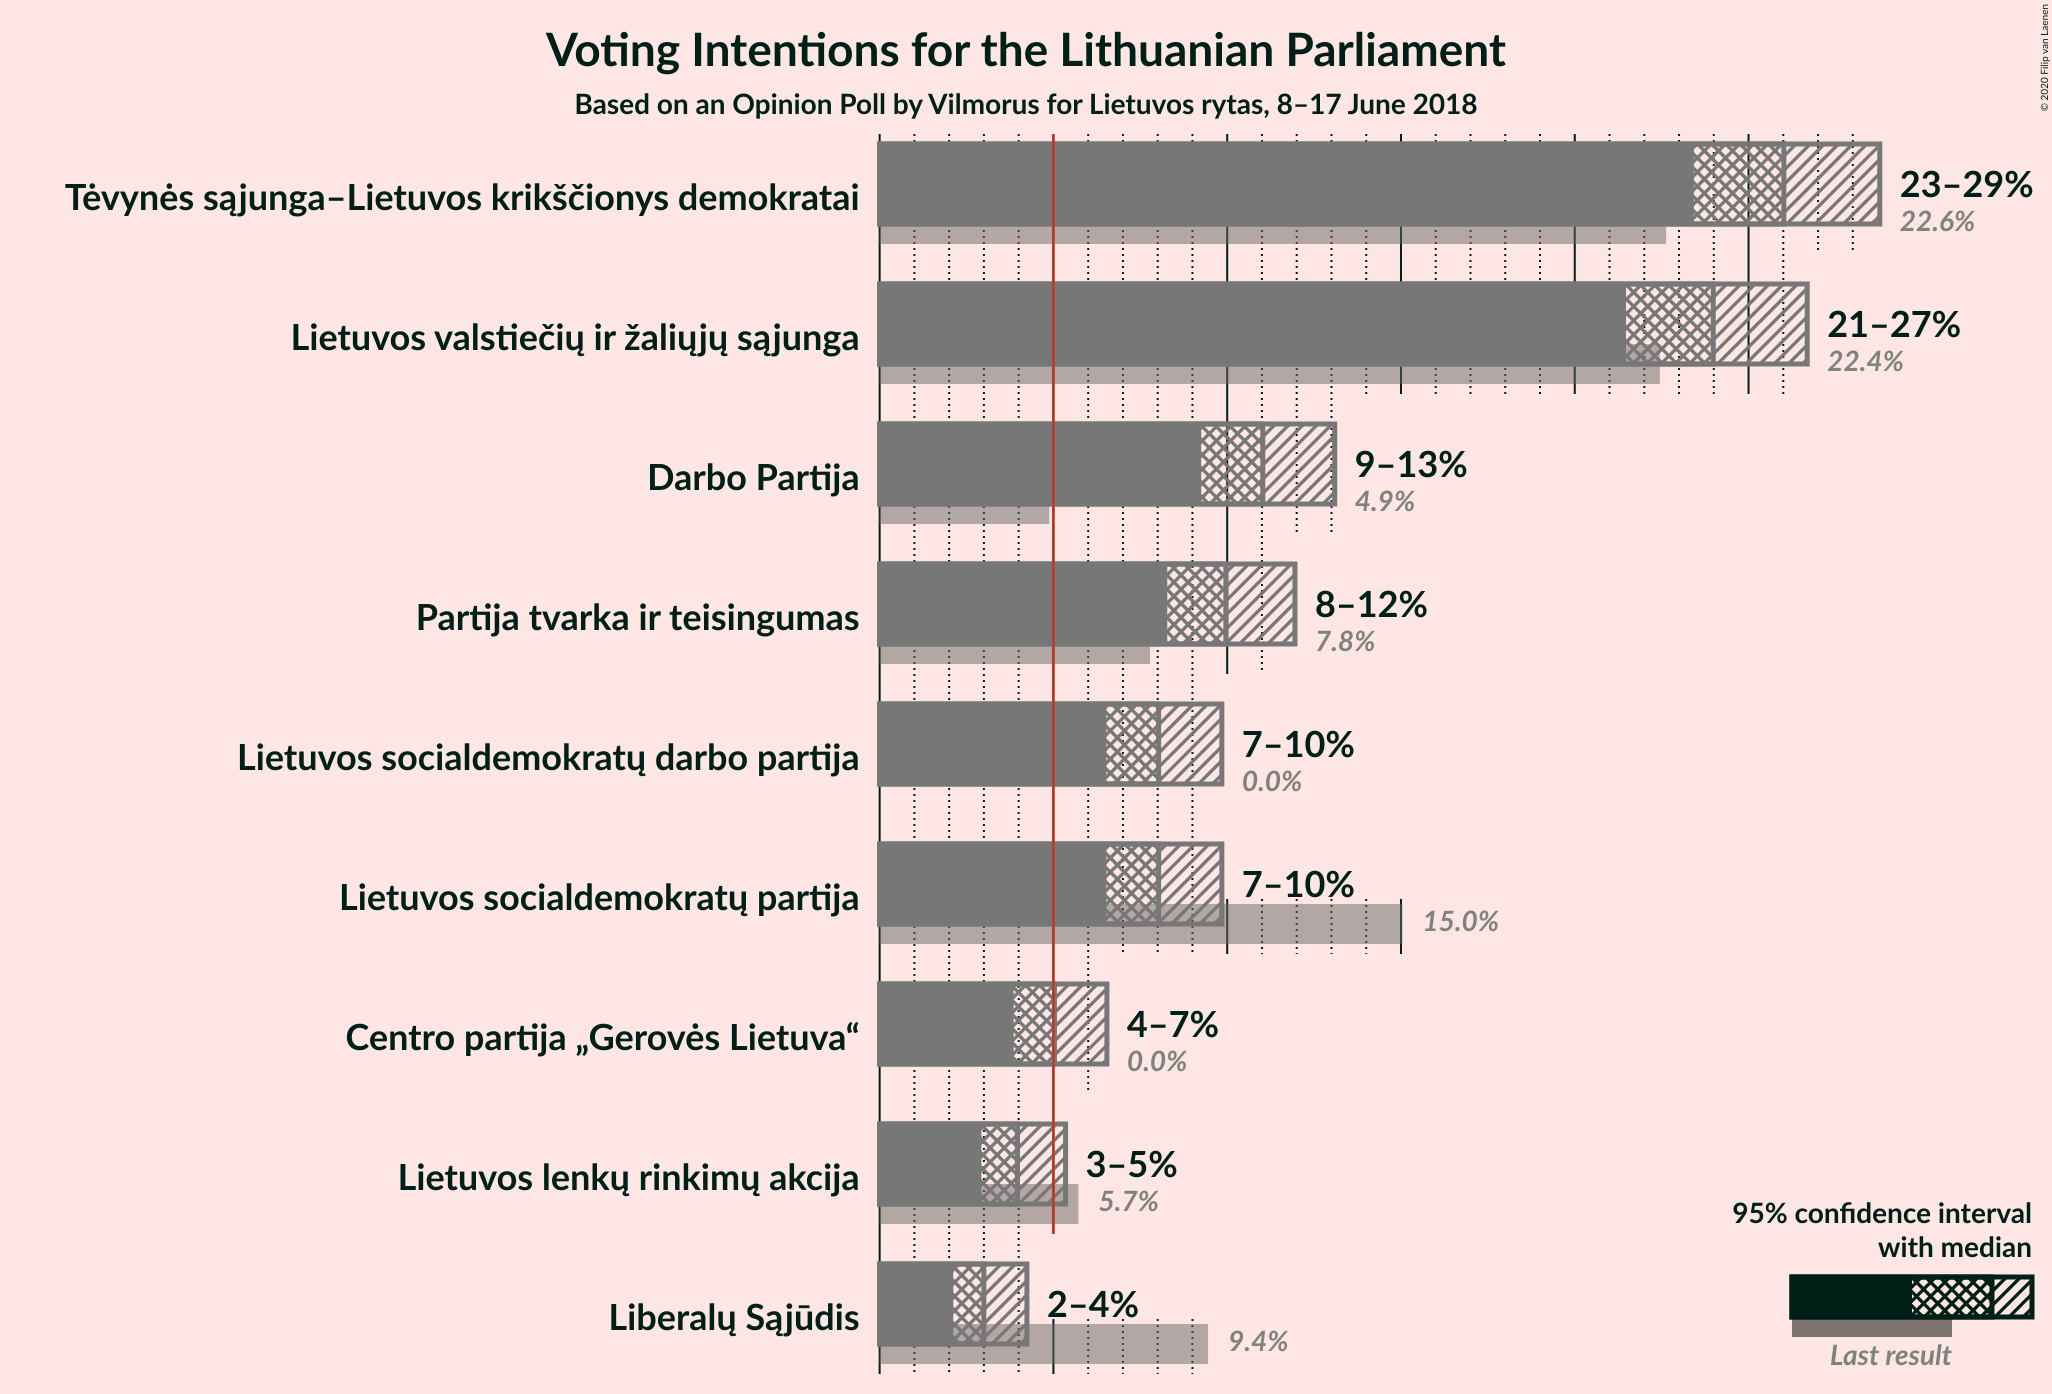 Voting Intentions for the Lithuanian Parliament
Based on an Opinion Poll by Vilmorus for Lietuvos rytas, 8–17 June 2018
© 2020 Filip van Laenen
Tėvynės sąjunga–Lietuvos krikščionys demokratai
23–29%
22.6%
Lietuvos valstiečių ir žaliųjų sąjunga
21–27%
22.4%
Darbo Partija
9–13%
4.9%
Partija tvarka ir teisingumas
8–12%
7.8%
Lietuvos socialdemokratų darbo partija
7–10%
0.0%
Lietuvos socialdemokratų partija
7–10%
15.0%
Centro partija „Gerovės Lietuva“
4–7%
0.0%
Lietuvos lenkų rinkimų akcija
3–5%
5.7%
Liberalų Sąjūdis
2–4%
9.4%
95% confidence interval
with median
Last result